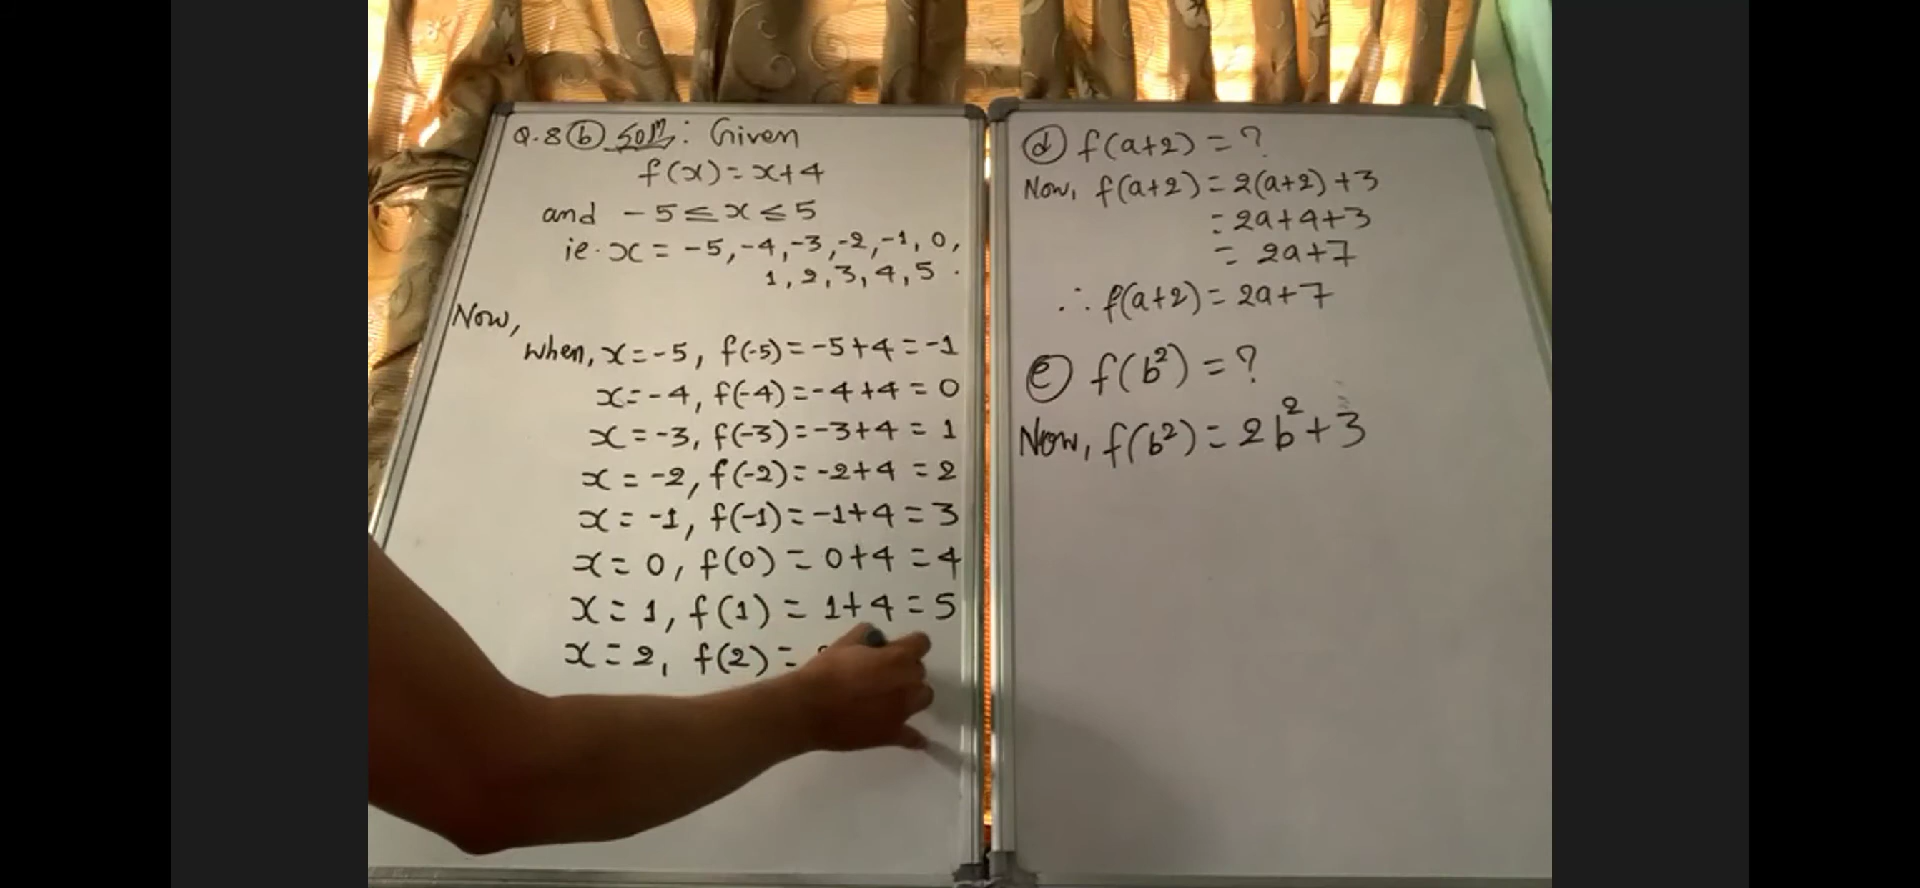 Q.8 (b) Solⁿ: Given
f(x) = x+4
and -5 ≤ x ≤ 5
ie. x = -5, -4, -3, -2, -1, 0,
1, 2, 3, 4, 5.
Now,
when, x = -5, f(-5) = -5+4 = -1
x = -4, f(-4) = -4+4 = 0
x = -3, f(-3) = -3+4 = 1
x = -2, f(-2) = -2+4 = 2
x = -1, f(-1) = -1+4 = 3
x = 0, f(0) = 0+4 = 4
x = 1, f(1) = 1+4 = 5
x = 2, f(2) =
(d) f(a+2) = ?
Now, f(a+2) = 2(a+2)+3
= 2a+4+3
= 2a+7
∴ f(a+2) = 2a+7
(e) f(b²) = ?
Now, f(b²) = 2b²+3